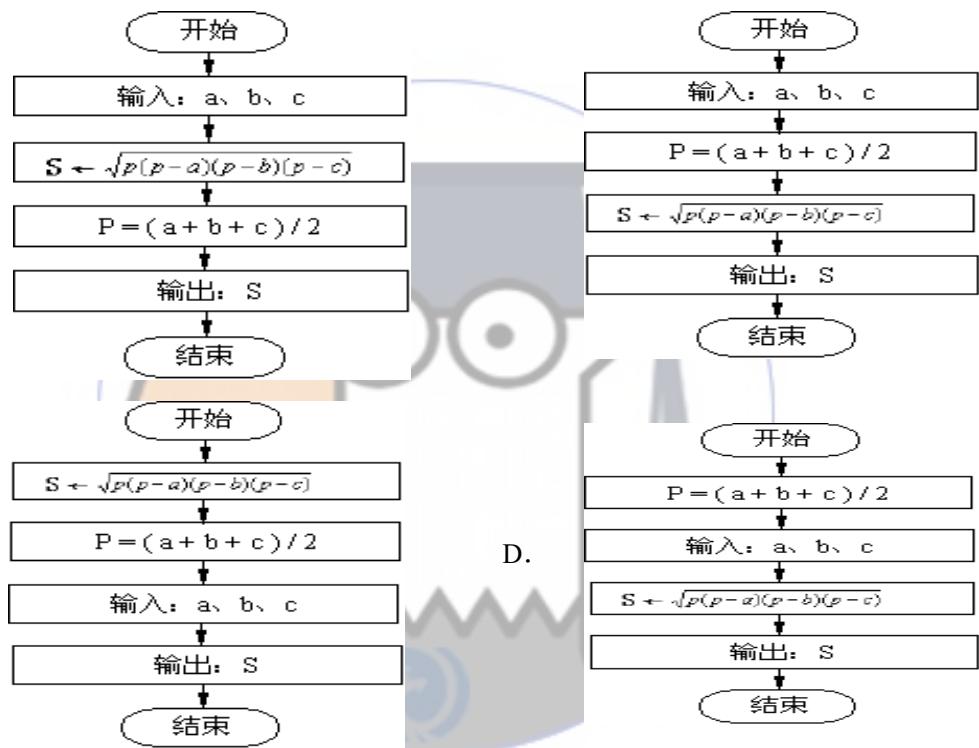 开始
输入：a、b、c
S ← √p(p-a)(p-b)(p-c)
P=(a+b+c)/2
输出：S
结束
开始
输入：a、b、c
P=(a+b+c)/2
S ← √p(p-a)(p-b)(p-c)
输出：S
结束
开始
S ← √p(p-a)(p-b)(p-c)
P=(a+b+c)/2
输入：a、b、c
输出：S
结束
D.
开始
P=(a+b+c)/2
输入：a、b、c
S ← √p(p-a)(p-b)(p-c)
输出：S
结束